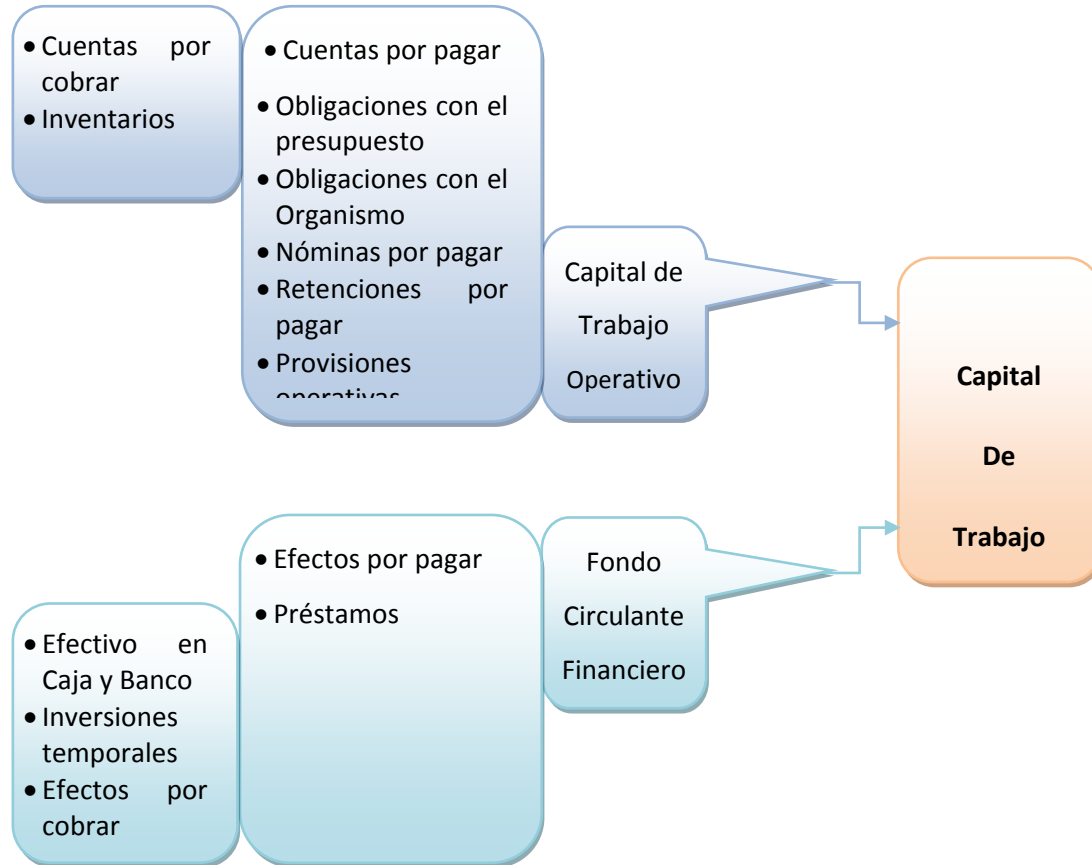 • Cuentas por
cobrar
• Inventarios
• Cuentas por pagar
• Obligaciones con el
presupuesto
• Obligaciones con el
Organismo
• Nóminas por pagar
• Retenciones por
pagar
• Provisiones
operativas
Capital de
Trabajo
Operativo
Capital
De
Trabajo
• Efectivo en
Caja y Banco
• Inversiones
temporales
• Efectos por
cobrar
• Efectos por pagar
• Préstamos
Fondo
Circulante
Financiero